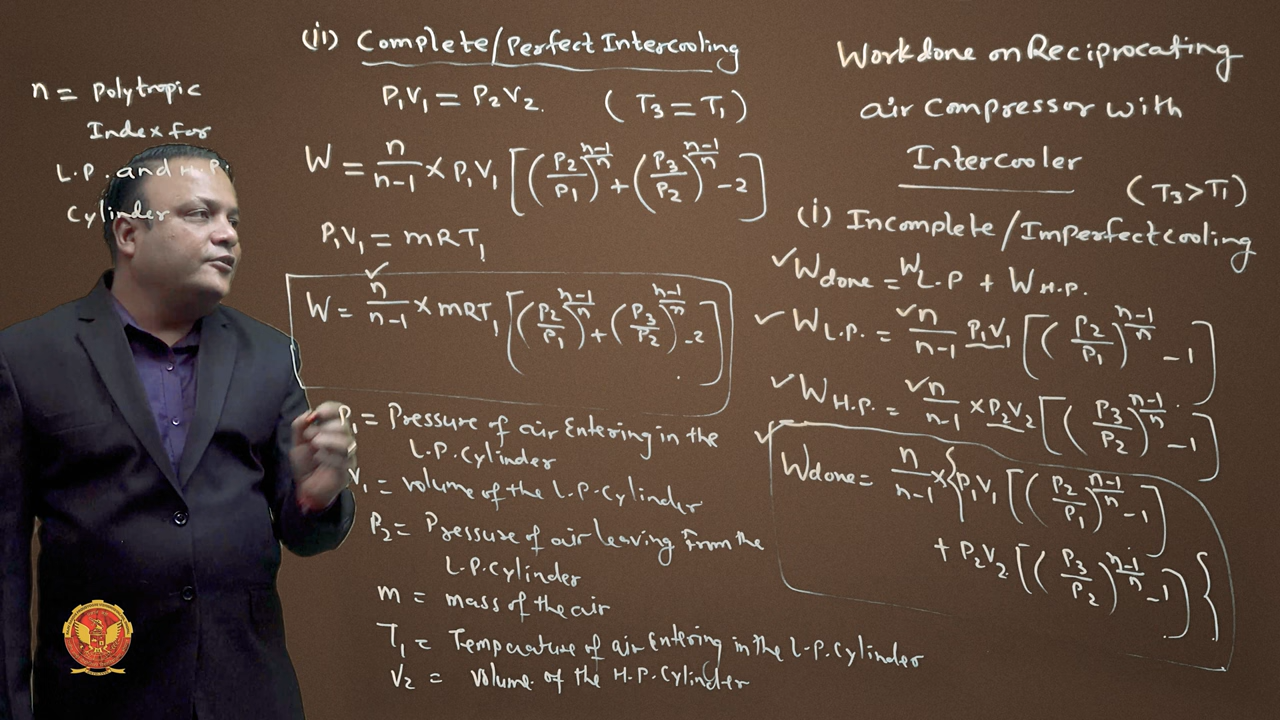 Workdone on Reciprocating
air Compressor with
Intercooler
(T₃>T₁)
(i) Incomplete/Imperfect cooling
✓ Wdone = W L.P + W H.P.
✓ W L.P. = ✓ n/(n-1) P₁V₁ [(P₂/P₁)^((n-1)/n) - 1]
✓ W H.P. = ✓ n/(n-1) × P₂V₂ [(P₃/P₂)^((n-1)/n) - 1]
✓ Wdone = n/(n-1) × {P₁V₁ [(P₂/P₁)^((n-1)/n) - 1]
+ P₂V₂ [(P₃/P₂)^((n-1)/n) - 1]}
(ii) Complete/Perfect Intercooling
P₁V₁ = P₂V₂. (T₃ = T₁)
W = n/(n-1) × P₁V₁ [(P₂/P₁)^((n-1)/n) + (P₃/P₂)^((n-1)/n) - 2]
P₁V₁ = mRT₁
✓
W = n/(n-1) × mRT₁ [(P₂/P₁)^((n-1)/n) + (P₃/P₂)^((n-1)/n) - 2]
P₁ = Pressure of air Entering in the
L.P. Cylinder
V₁ = volume of the L.P. Cylinder
P₂ = Pressure of air leaving From the
L.P. Cylinder
m = mass of the air
T₁ = Temperature of air Entering in the L.P. Cylinder
V₂ = volume of the H.P. Cylinder
n = Polytropic
Index for
L.P. and H.P.
Cylinder